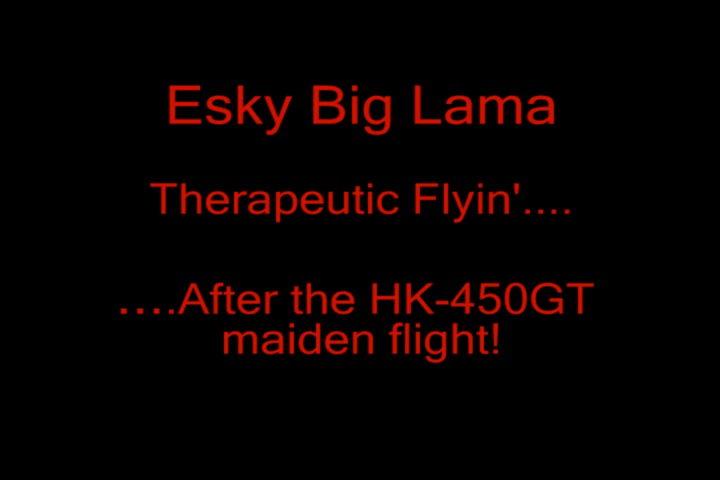 Esky Big Lama
Therapeutic Flyin'....
….After the HK-450GT
maiden flight!